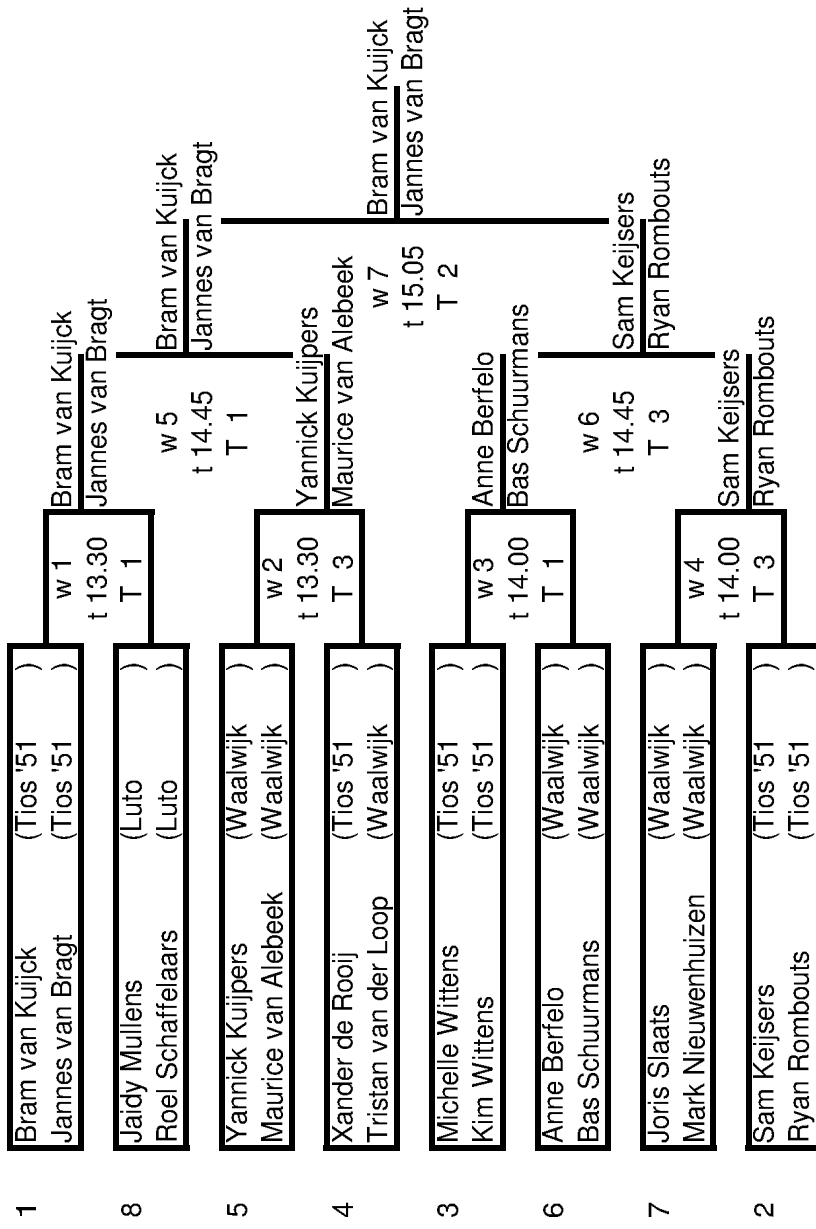 1
Bram van Kuijck (Tios '51 )
Jannes van Bragt (Tios '51 )
8
Jaidy Mullens (Luto )
Roel Schaffelaars (Luto )
5
Yannick Kuijpers (Waalwijk )
Maurice van Alebeek (Waalwijk )
4
Xander de Rooij (Tios '51 )
Tristan van der Loop (Waalwijk )
3
Michelle Wittens (Tios '51 )
Kim Wittens (Tios '51 )
6
Anne Berfelo (Waalwijk )
Bas Schuurmans (Waalwijk )
7
Joris Slaats (Waalwijk )
Mark Nieuwenhuizen (Waalwijk )
2
Sam Keijsers (Tios '51 )
Ryan Rombouts (Tios '51 )
w 1
t 13.30
T 1
w 2
t 13.30
T 3
w 3
t 14.00
T 1
w 4
t 14.00
T 3
Bram van Kuijck
Jannes van Bragt
Yannick Kuijpers
Maurice van Alebeek
Anne Berfelo
Bas Schuurmans
Sam Keijsers
Ryan Rombouts
w 5
t 14.45
T 1
w 6
t 14.45
T 3
Bram van Kuijck
Jannes van Bragt
Sam Keijsers
Ryan Rombouts
w 7
t 15.05
T 2
Bram van Kuijck
Jannes van Bragt